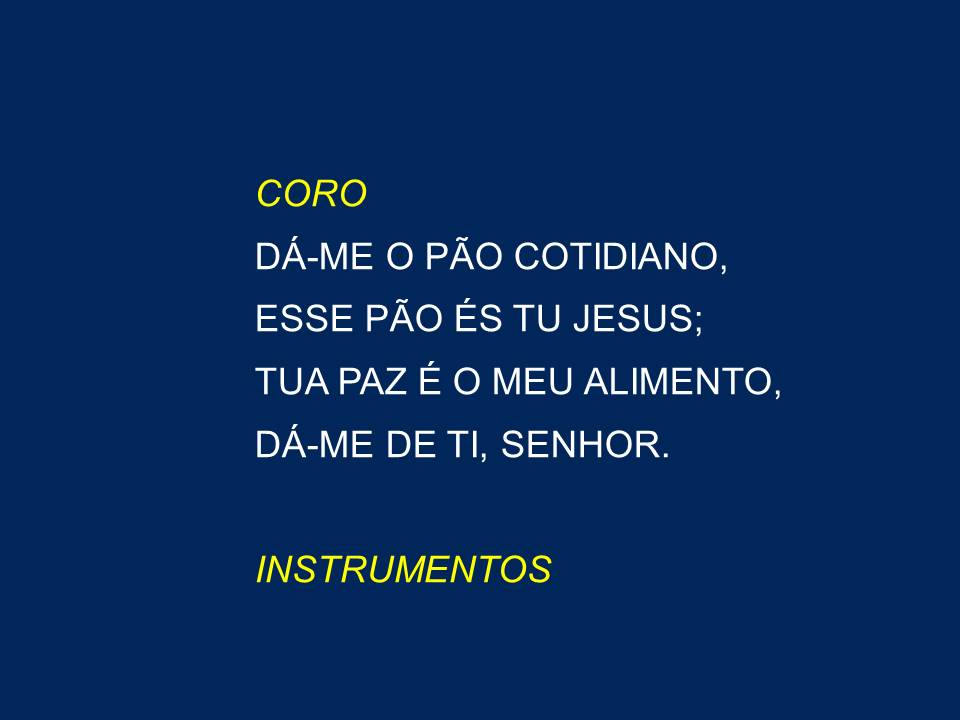 CORO
DÁ-ME O PÃO COTIDIANO,
ESSE PÃO ÉS TU JESUS;
TUA PAZ É O MEU ALIMENTO,
DÁ-ME DE TI, SENHOR.
INSTRUMENTOS